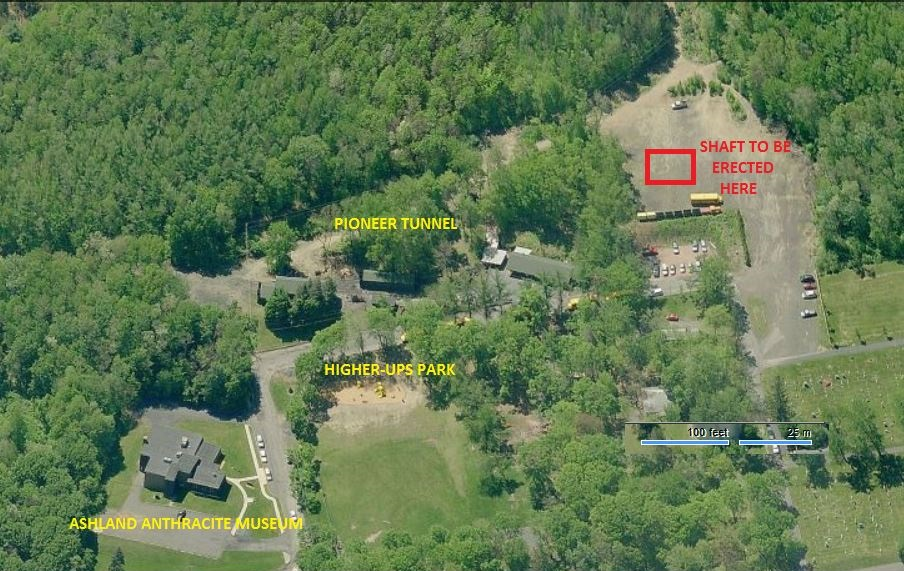 SHAFT TO BE
ERECTED
HERE
PIONEER TUNNEL
HIGHER-UPS PARK
100 feet
25 m
ASHLAND ANTHRACITE MUSEUM